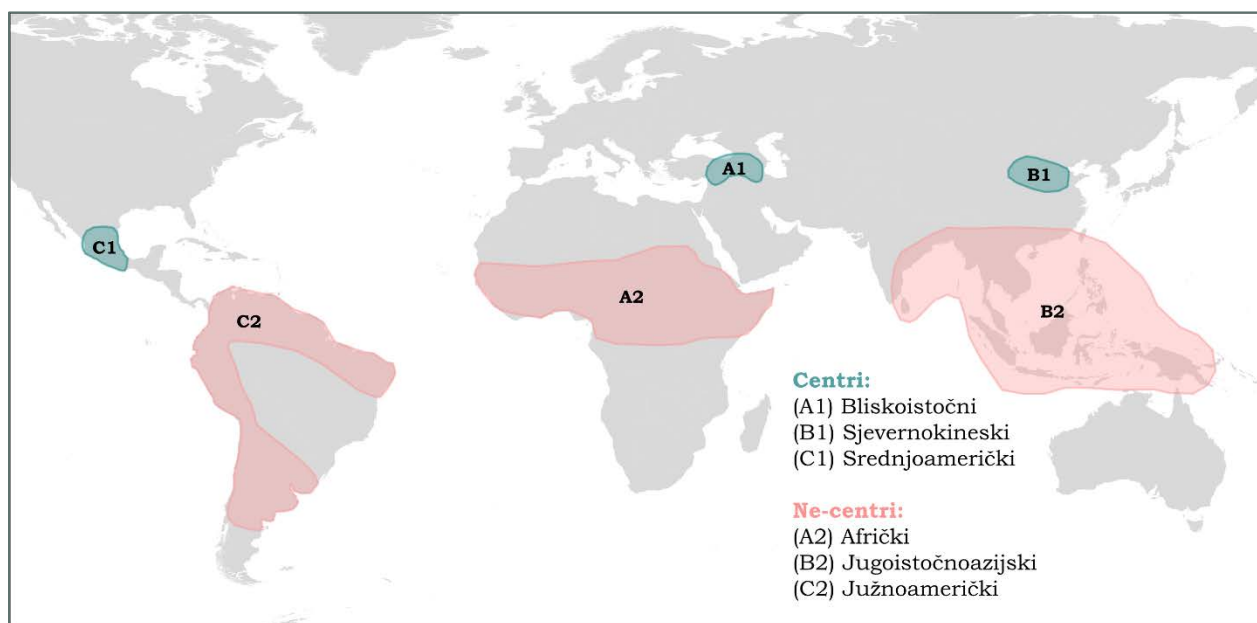 A1
B1
C1
A2
C2
B2
Centri:
(A1) Bliskoistočni
(B1) Sjevernokineski
(C1) Srednjoamerički
Ne-centri:
(A2) Afrički
(B2) Jugoistočnoazijski
(C2) Južnoamerički